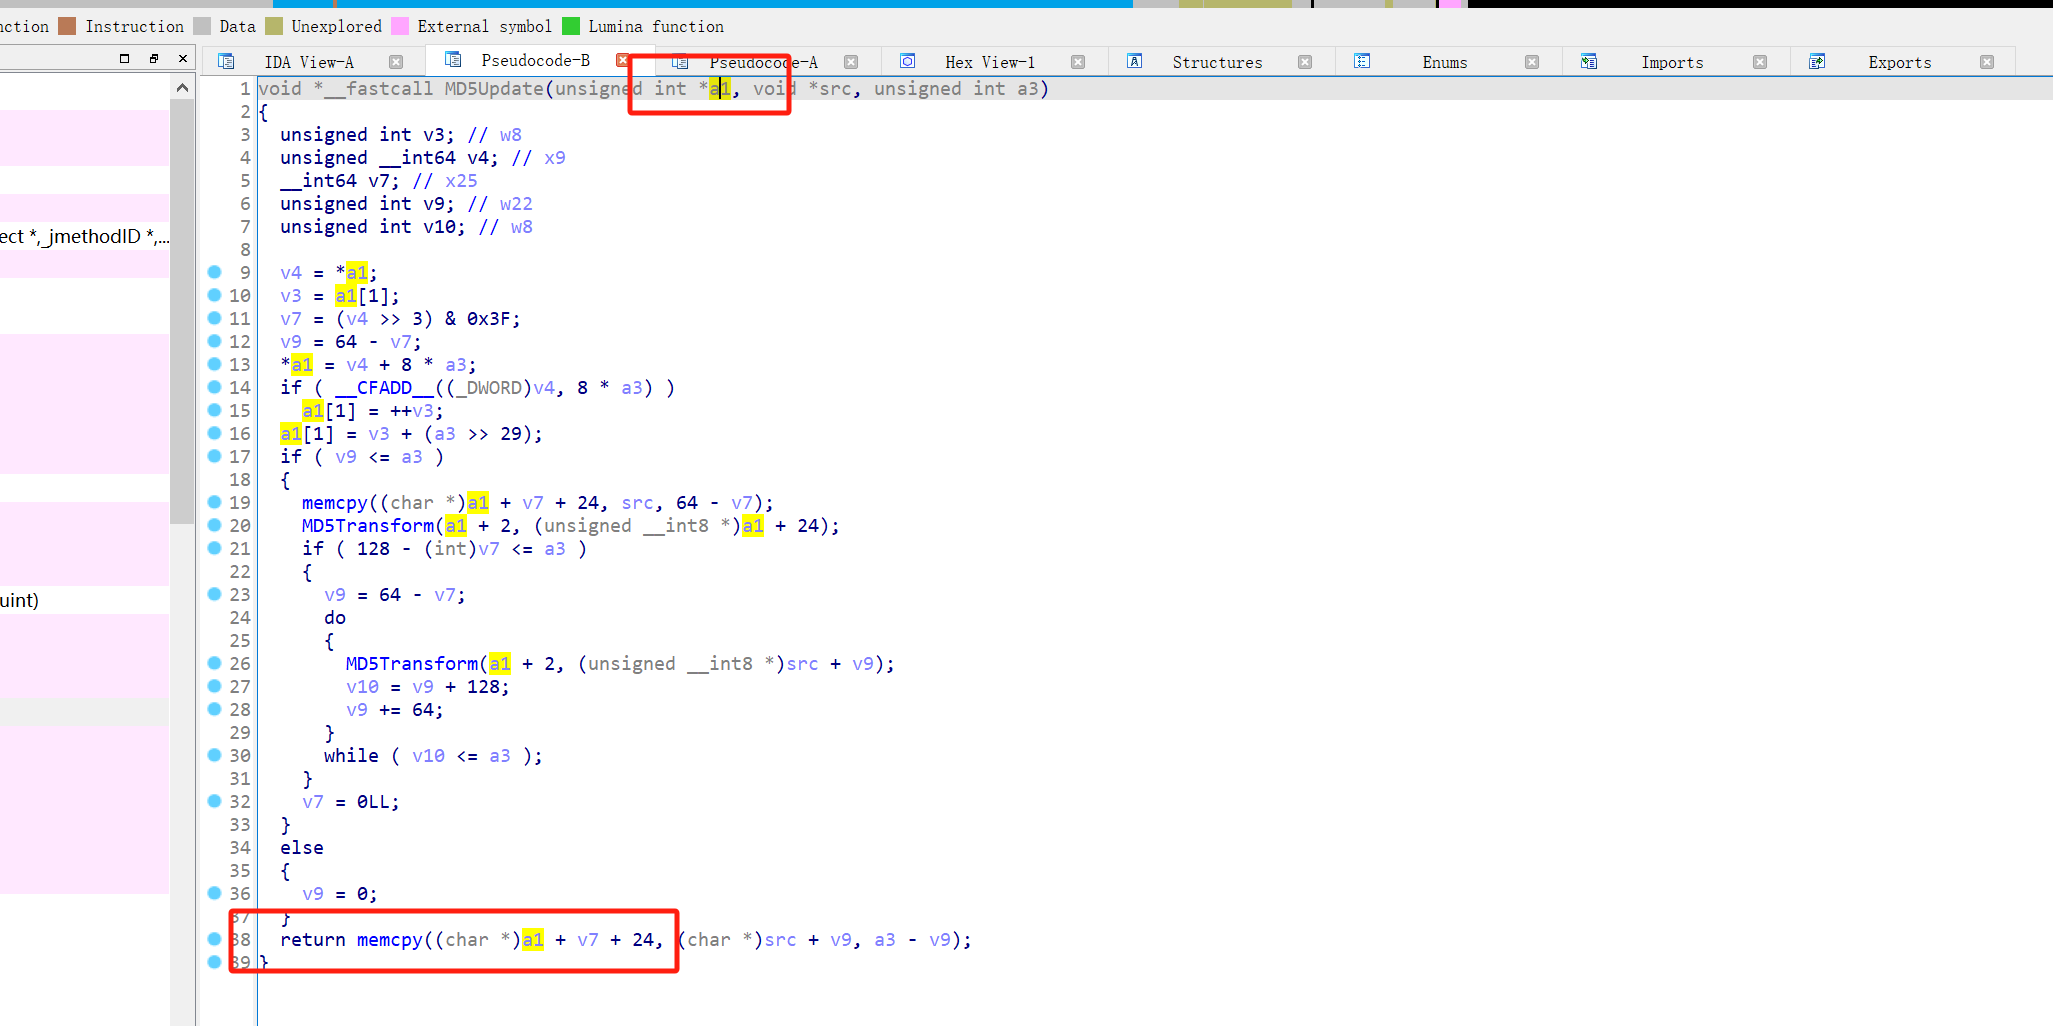 nction Instruction Data Unexplored External symbol Lumina function
IDA View-A Pseudocode-B Pseudocode-A Hex View-1 Structures Enums Imports Exports
ect *,_jmethodID *,...
uint)
1 void *__fastcall MD5Update(unsigned int *a1, void *src, unsigned int a3)
2 {
3 unsigned int v3; // w8
4 unsigned __int64 v4; // x9
5 __int64 v7; // x25
6 unsigned int v9; // w22
7 unsigned int v10; // w8
8
9 v4 = *a1;
10 v3 = a1[1];
11 v7 = (v4 >> 3) & 0x3F;
12 v9 = 64 - v7;
13 *a1 = v4 + 8 * a3;
14 if ( __CFADD__((_DWORD)v4, 8 * a3) )
15 a1[1] = ++v3;
16 a1[1] = v3 + (a3 >> 29);
17 if ( v9 <= a3 )
18 {
19 memcpy((char *)a1 + v7 + 24, src, 64 - v7);
20 MD5Transform(a1 + 2, (unsigned __int8 *)a1 + 24);
21 if ( 128 - (int)v7 <= a3 )
22 {
23 v9 = 64 - v7;
24 do
25 {
26 MD5Transform(a1 + 2, (unsigned __int8 *)src + v9);
27 v10 = v9 + 128;
28 v9 += 64;
29 }
30 while ( v10 <= a3 );
31 }
32 v7 = 0LL;
33 }
34 else
35 {
36 v9 = 0;
37 }
38 return memcpy((char *)a1 + v7 + 24, (char *)src + v9, a3 - v9);
39 }